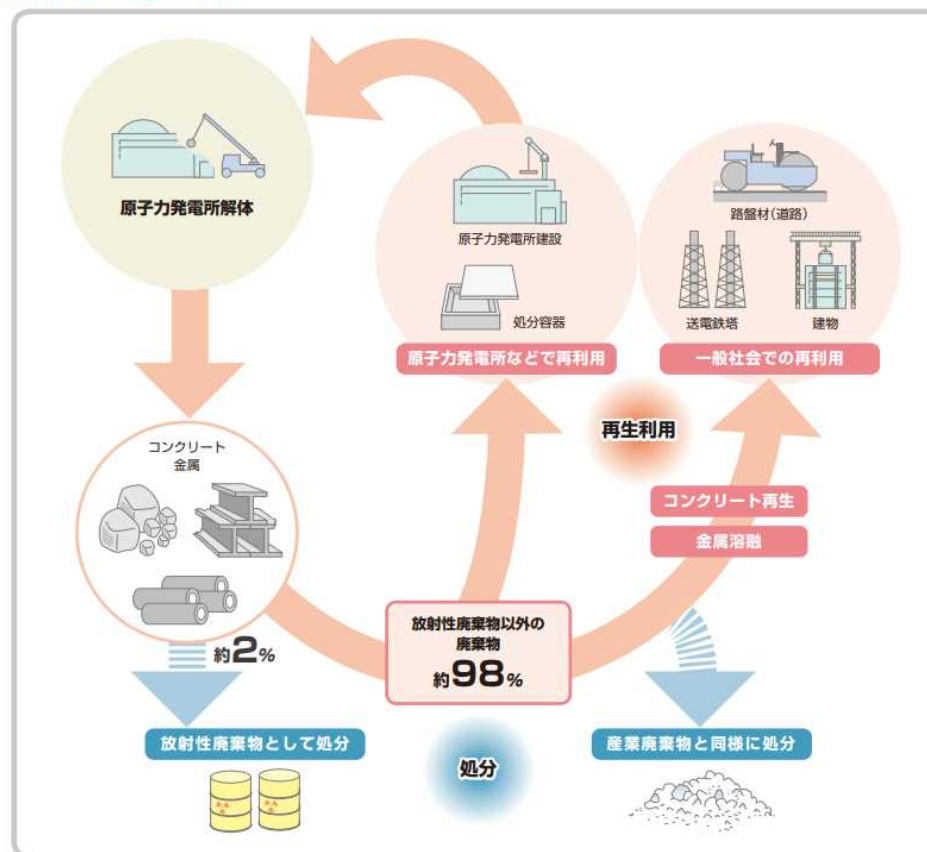 原子力発電所解体
原子力発電所建設
処分容器
原子力発電所などで再利用
路盤材(道路)
送電鉄塔
建物
一般社会での再利用
再生利用
コンクリート
金属
コンクリート再生
金属溶融
放射性廃棄物以外の
廃棄物
約98%
約2%
放射性廃棄物として処分
処分
産業廃棄物と同様に処分